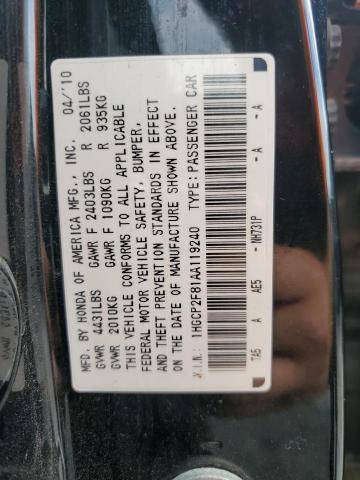 MFD. BY HONDA OF AMERICA MFG., INC. 04/'10
GVWR 4431LBS GAWR F 2403LBS R 2061LBS
GVWR 2010KG GAWR F 1090KG R 935KG
THIS VEHICLE CONFORMS TO ALL APPLICABLE
FEDERAL MOTOR VEHICLE SAFETY, BUMPER,
AND THEFT PREVENTION STANDARDS IN EFFECT
ON THE DATE OF MANUFACTURE SHOWN ABOVE.
V.I.N.: 1HGCP2F81AA119240 TYPE: PASSENGER CAR
TA5 A AE5 -NH731P -A -A